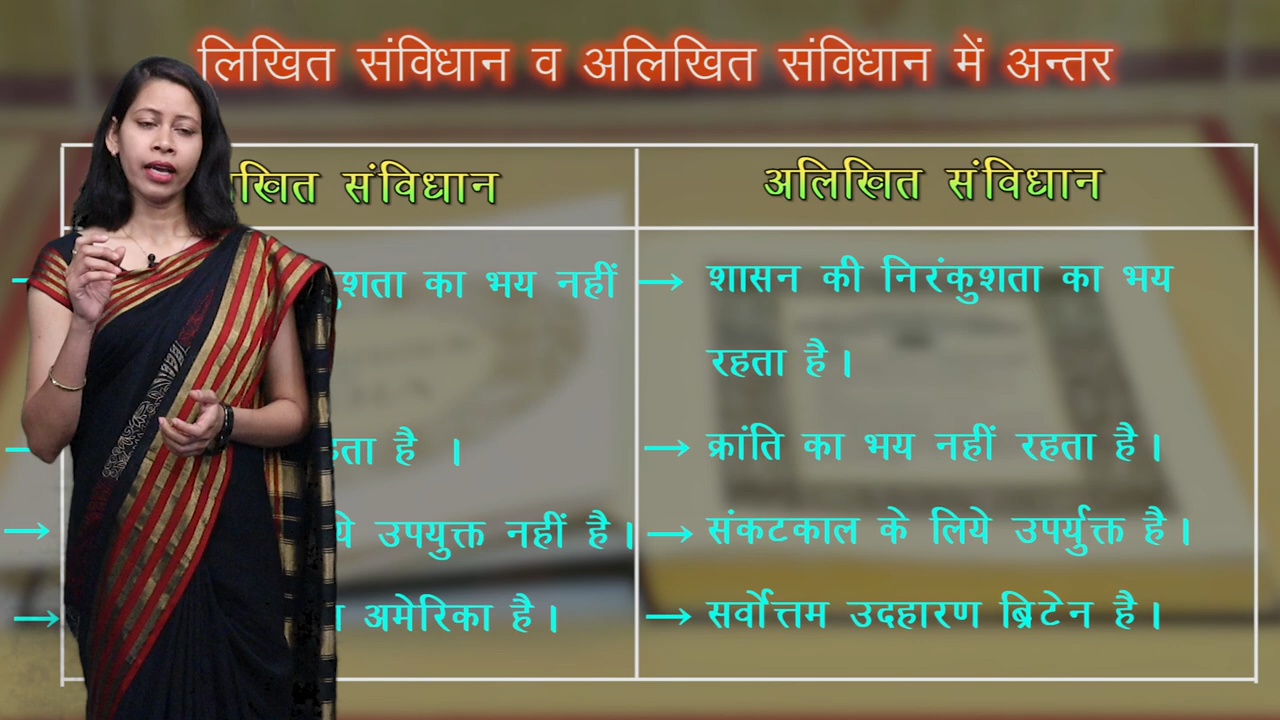 लिखित संविधान व अलिखित संविधान में अन्तर
संविधान
अलिखित संविधान
का भय नहीं
→ शासन की निरंकुशता का भय
रहता है।
है ।
→ क्रांति का भय नहीं रहता है।
→ उपयुक्त नहीं है।
→ संकटकाल के लिये उपर्युक्त है।
→ अमेरिका है।
→ सर्वोत्तम उदहारण ब्रिटेन है।